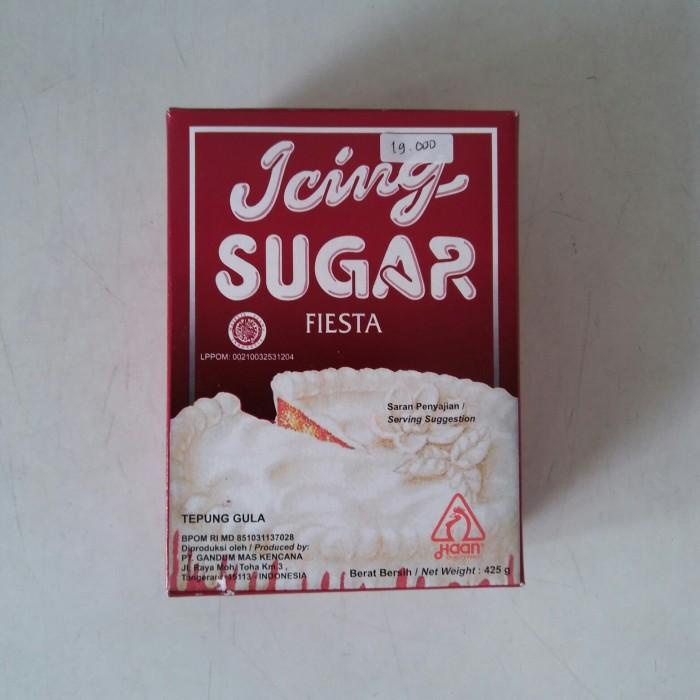 19.000
Icing
SUGAR
FIESTA
LPPOM: 00210032531204
Saran Penyajian /
Serving Suggestion
TEPUNG GULA
BPOM RI MD 851031137028
Diproduksi oleh / Produced by:
PT. GANDUM MAS KENCANA
Jl. Raya Moh. Toha Km.3 ,
Tangerang 15113 - INDONESIA
Haan
Berat Bersih / Net Weight : 425 g